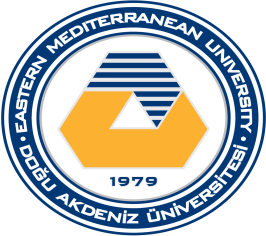 EASTERN MEDITERRANEAN UNIVERSITY
1979
DOĞU AKDENİZ ÜNİVERSİTESİ